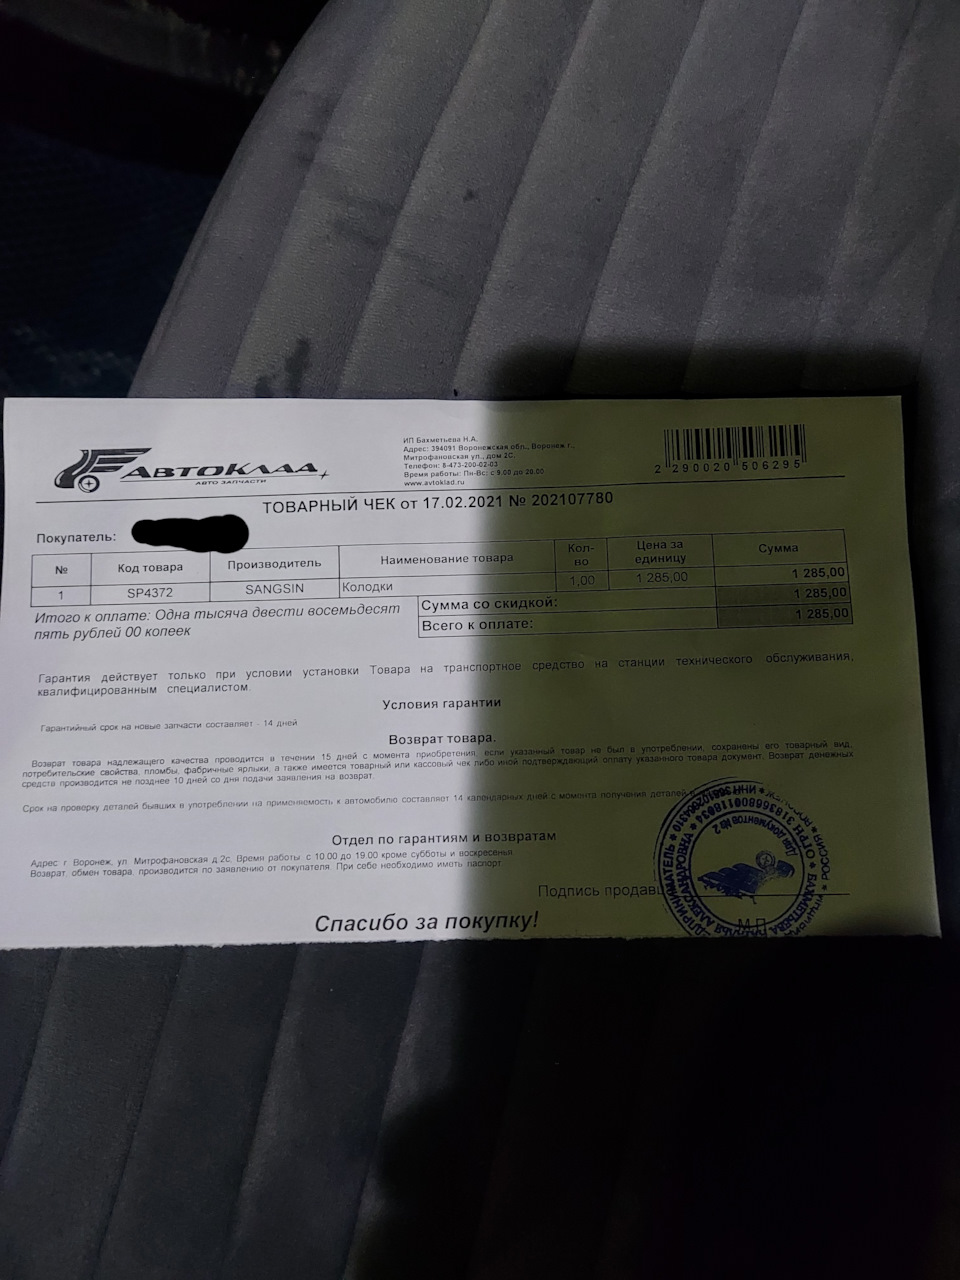 АВТОКЛАД
АВТО ЗАПЧАСТИ
ИП Бахметьева Н.А.
Адрес: 394091 Воронежская обл., Воронеж г.,
Митрофановская ул., дом 2С,
Телефон: 8-473-200-02-03
Время работы: Пн-Вс: с 9.00 до 20.00
www.avtoklad.ru
2 290020 506295
ТОВАРНЫЙ ЧЕК от 17.02.2021 № 202107780
Покупатель:
№ Код товара Производитель Наименование товара Кол-во Цена за единицу Сумма
1 SP4372 SANGSIN Колодки 1,00 1 285,00 1 285,00
Сумма со скидкой: 1 285,00
Всего к оплате: 1 285,00
Итого к оплате: Одна тысяча двести восемьдесят
пять рублей 00 копеек
Гарантия действует только при условии установки Товара на транспортное средство на станции технического обслуживания,
квалифицированным специалистом.
Условия гарантии
Гарантийный срок на новые запчасти составляет - 14 дней
Возврат товара.
Возврат товара надлежащего качества проводится в течении 15 дней с момента приобретения, если указанный товар не был в употреблении, сохранены его товарный вид,
потребительские свойства, пломбы, фабричные ярлыки, а также имеется товарный или кассовый чек либо иной подтверждающий оплату указанного товара документ. Возврат денежных
средств производится не позднее 10 дней со дня подачи заявления на возврат.
Срок на проверку деталей бывших в употреблении на применяемость к автомобилю составляет 14 календарных дней с момента получения деталей
Отдел по гарантиям и возвратам
Адрес г. Воронеж, ул. Митрофановская д.2с, Время работы: с 10.00 до 19.00 кроме субботы и воскресенья.
Возврат, обмен товара, производится по заявлению от покупателя. При себе необходимо иметь паспорт.
Подпись продавца
М.П.
Спасибо за покупку!
Для документов № 2